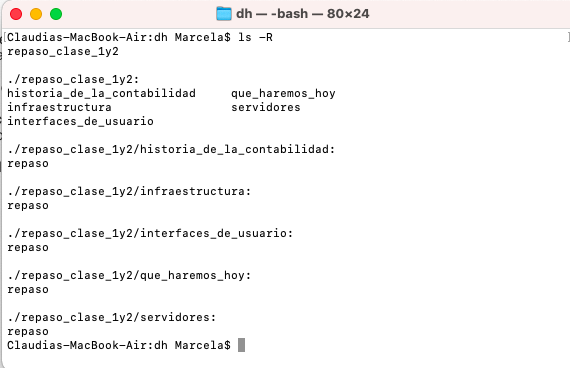 dh — -bash — 80×24
Claudias-MacBook-Air:dh Marcela$ ls -R
repaso_clase_1y2

./repaso_clase_1y2:
historia_de_la_contabilidad     que_haremos_hoy
infraestructura                 servidores
interfaces_de_usuario

./repaso_clase_1y2/historia_de_la_contabilidad:
repaso

./repaso_clase_1y2/infraestructura:
repaso

./repaso_clase_1y2/interfaces_de_usuario:
repaso

./repaso_clase_1y2/que_haremos_hoy:
repaso

./repaso_clase_1y2/servidores:
repaso
Claudias-MacBook-Air:dh Marcela$